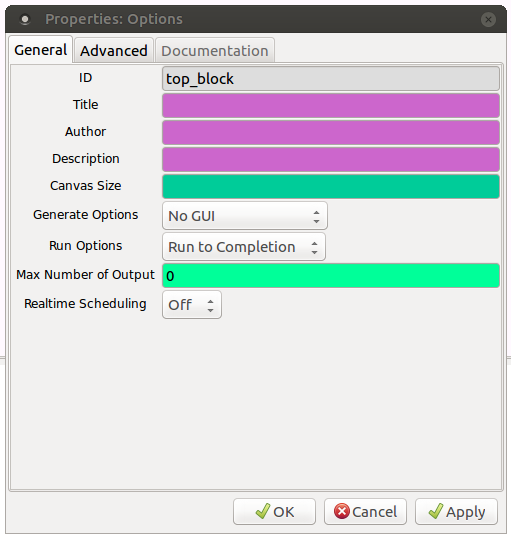 Properties: Options
General Advanced Documentation
ID top_block
Title
Author
Description
Canvas Size
Generate Options No GUI
Run Options Run to Completion
Max Number of Output 0
Realtime Scheduling Off
OK Cancel Apply